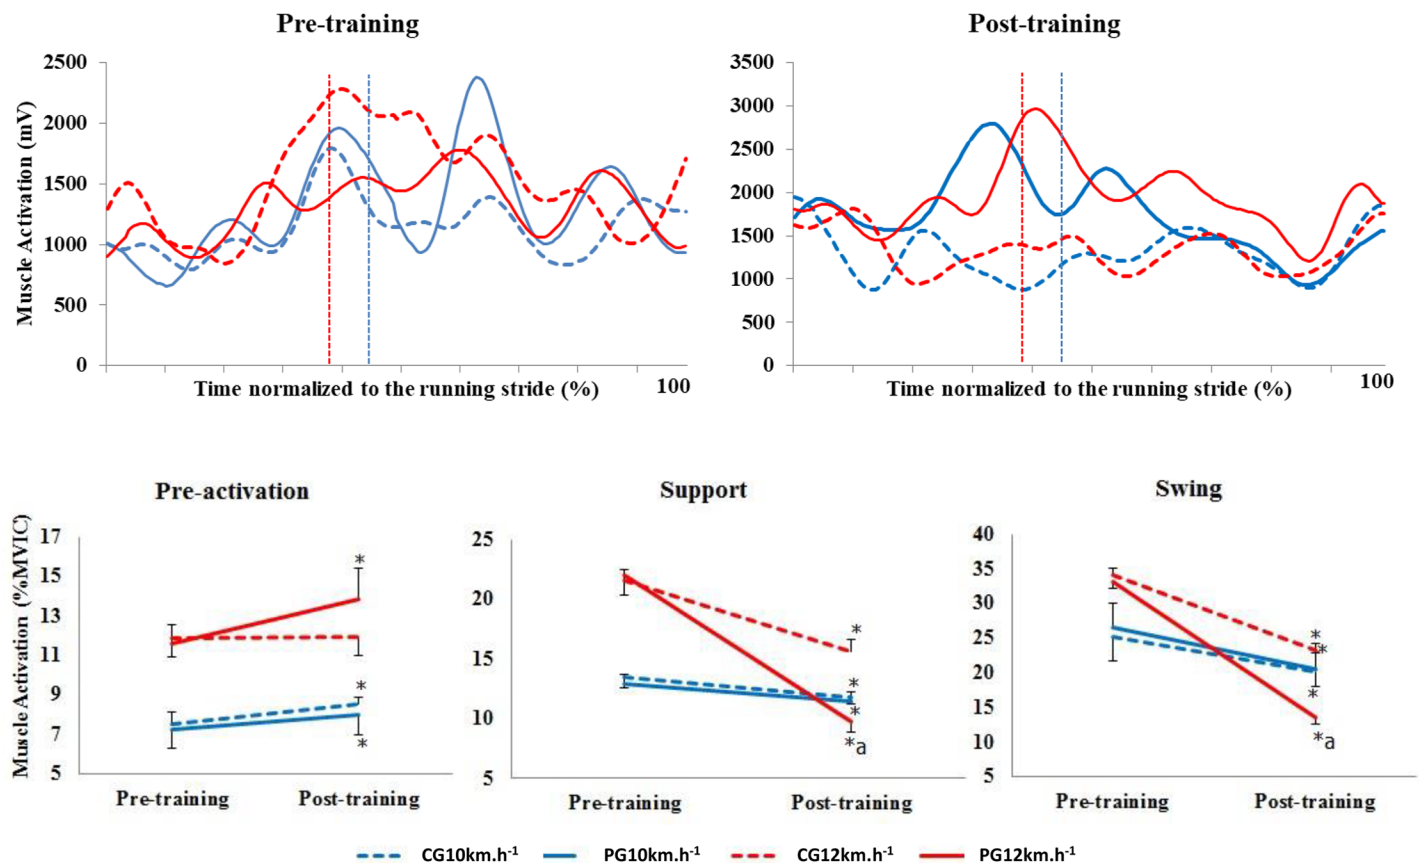 Pre-training
Post-training
Muscle Activation (mV)
2500
2000
1500
1000
500
0
Time normalized to the running stride (%)
100
3500
3000
2500
2000
1500
1000
500
0
Time normalized to the running stride (%)
100
Pre-activation
Support
Swing
Muscle Activation (%MVIC)
17
15
13
11
9
7
5
*
*
*
Pre-training
Post-training
25
20
15
10
5
*
*
*
*a
Pre-training
Post-training
40
35
30
25
20
15
10
5
*
*
*
*a
Pre-training
Post-training
CG10km.h⁻¹
PG10km.h⁻¹
CG12km.h⁻¹
PG12km.h⁻¹